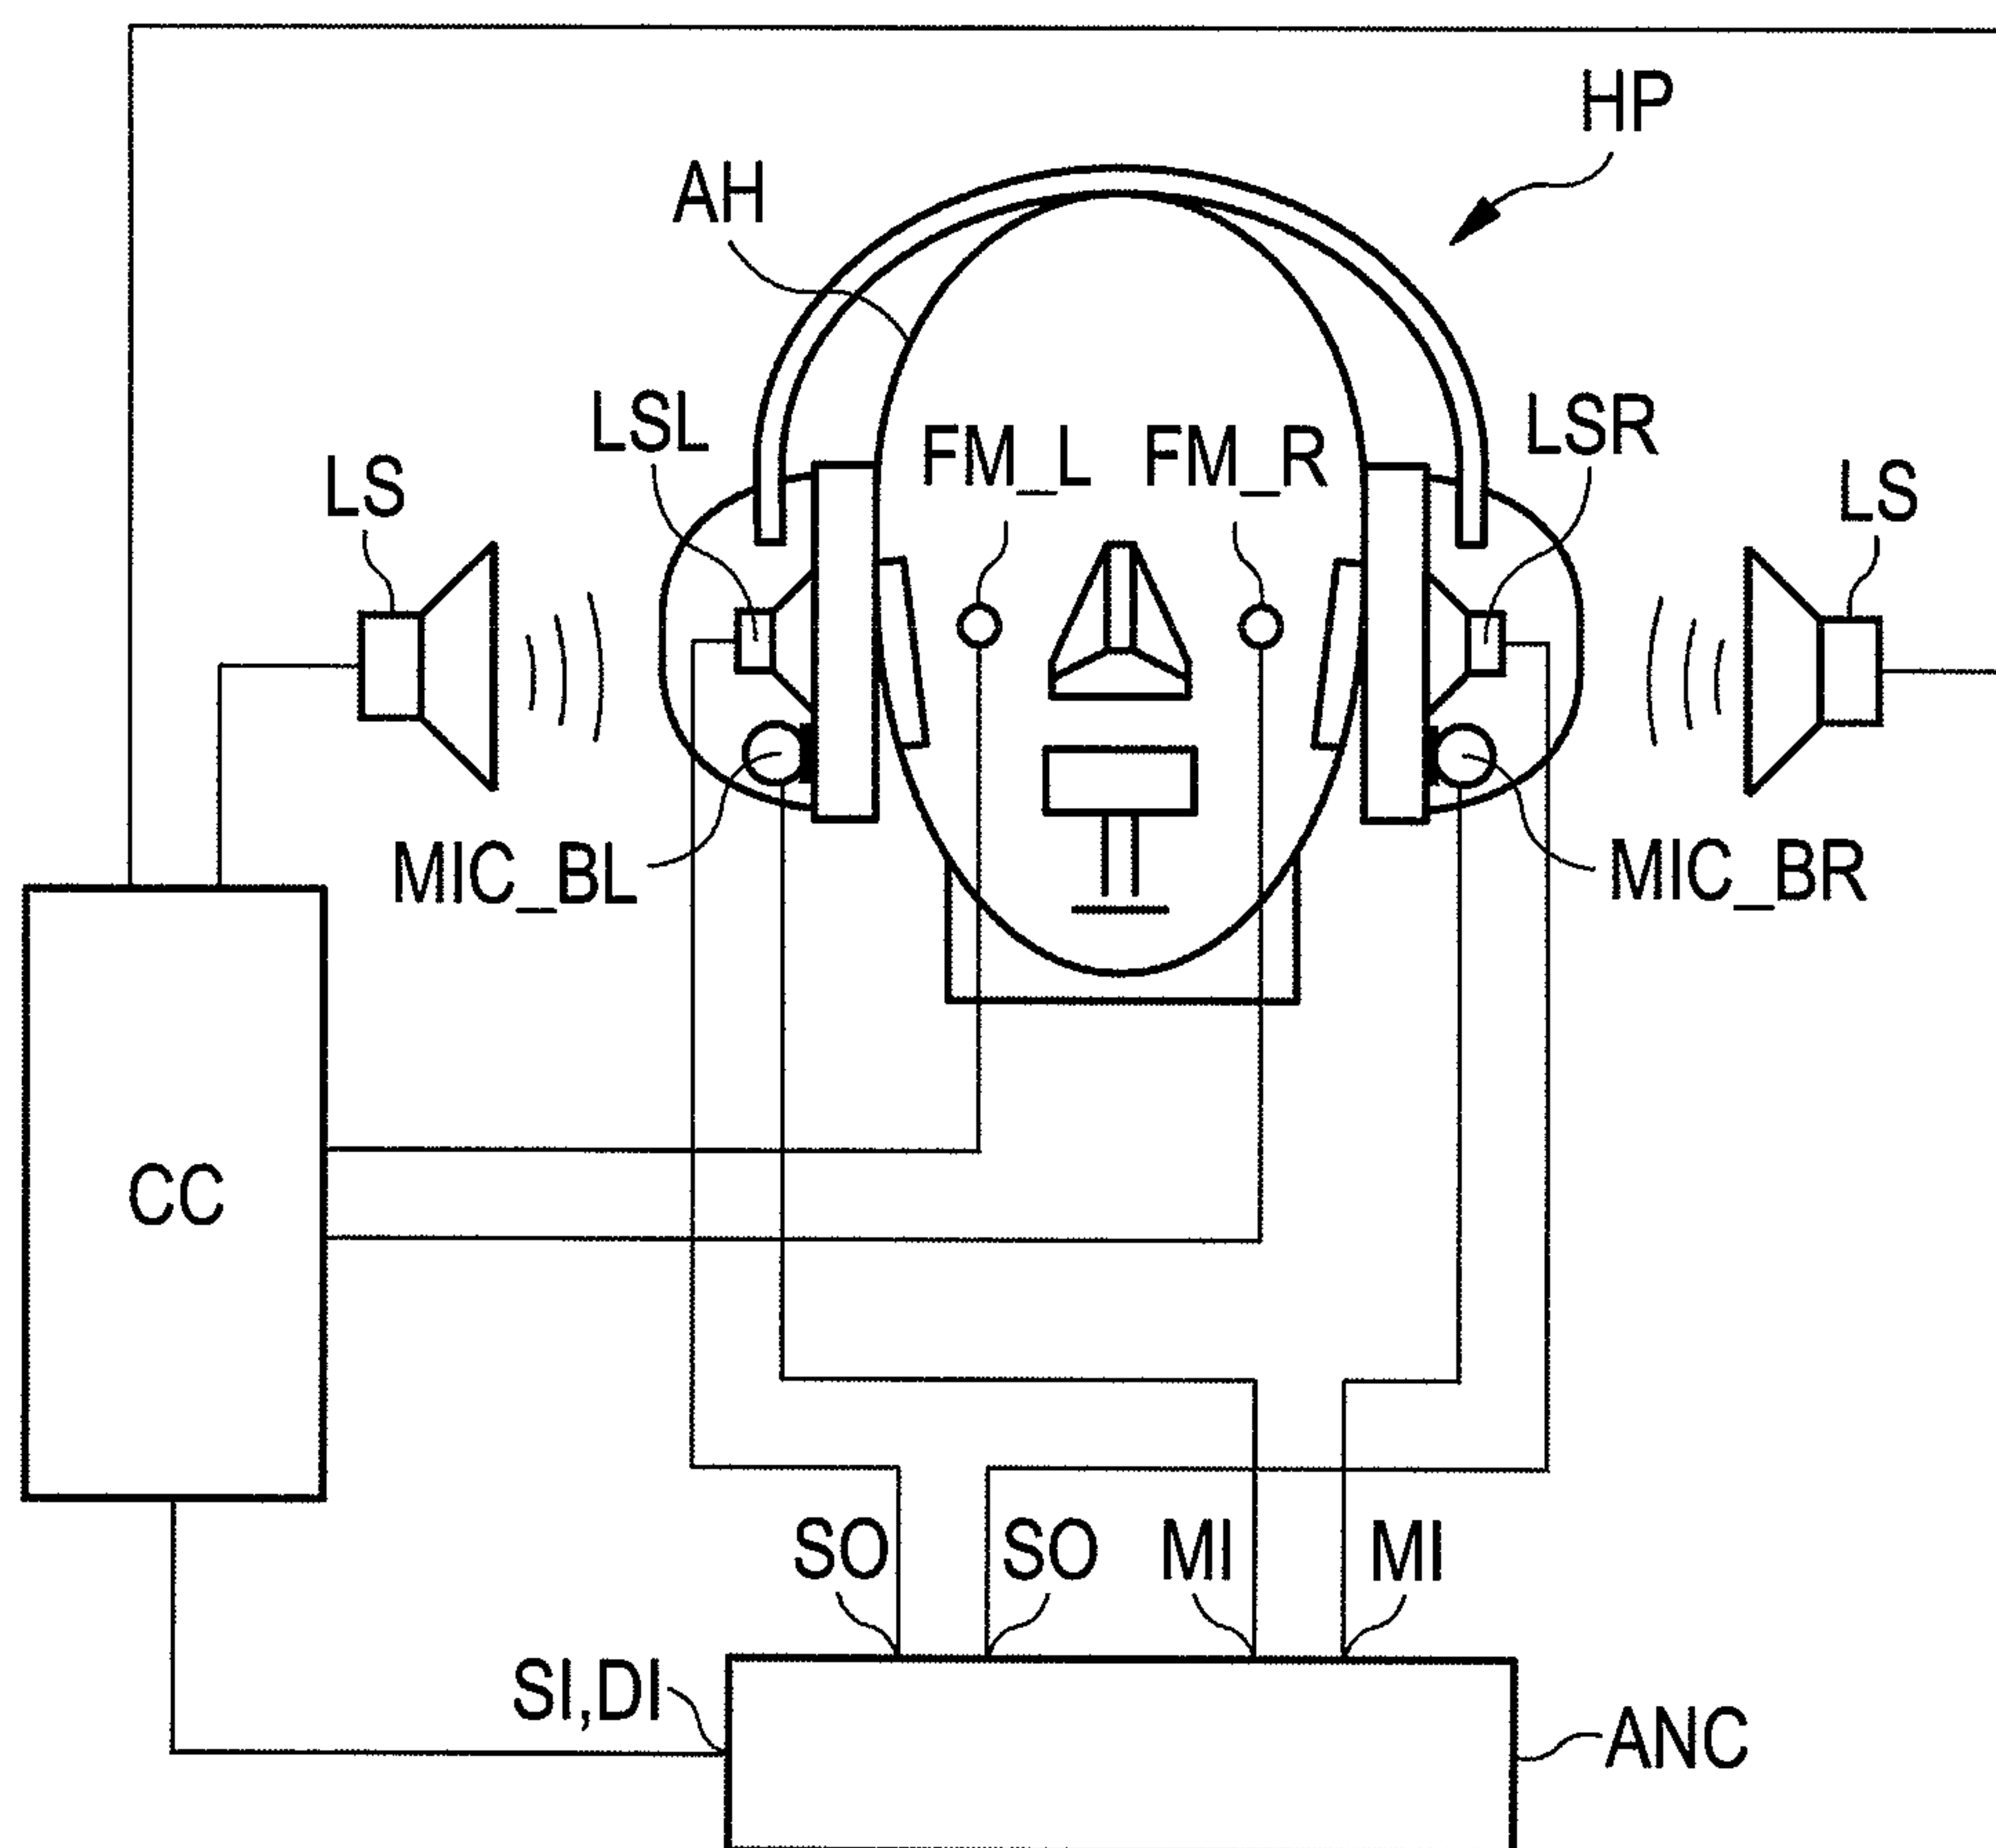 HP
AH
LSL
LSR
FM_L
FM_R
LS
LS
MIC_BL
MIC_BR
CC
SO
SO
MI
MI
SI,DI
ANC